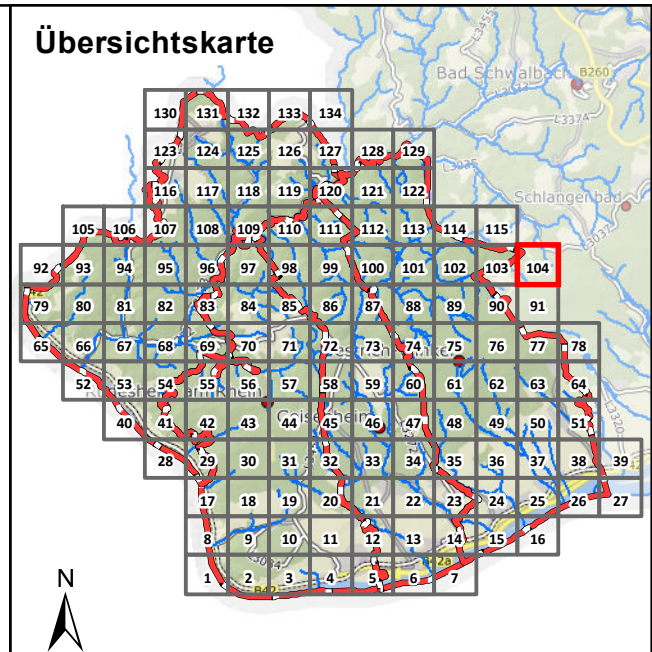 Übersichtskarte
Bad Schwalbach
B260
L3374
L3035
Schlangenbad
L3037
130 131 132 133 134
123 124 125 126 127 128 129
116 117 118 119 120 121 122
105 106 107 108 109 110 111 112 113 114 115
92 93 94 95 96 97 98 99 100 101 102 103 104
79 80 81 82 83 84 85 86 87 88 89 90 91
65 66 67 68 69 70 71 72 73 74 75 76 77 78
52 53 54 55 56 57 58 59 60 61 62 63 64
40 41 42 43 44 45 46 47 48 49 50 51
28 29 30 31 32 33 34 35 36 37 38 39
17 18 19 20 21 22 23 24 25 26 27
8 9 10 11 12 13 14 15 16
1 2 3 4 5 6 7
L3320
B42
B42a
N